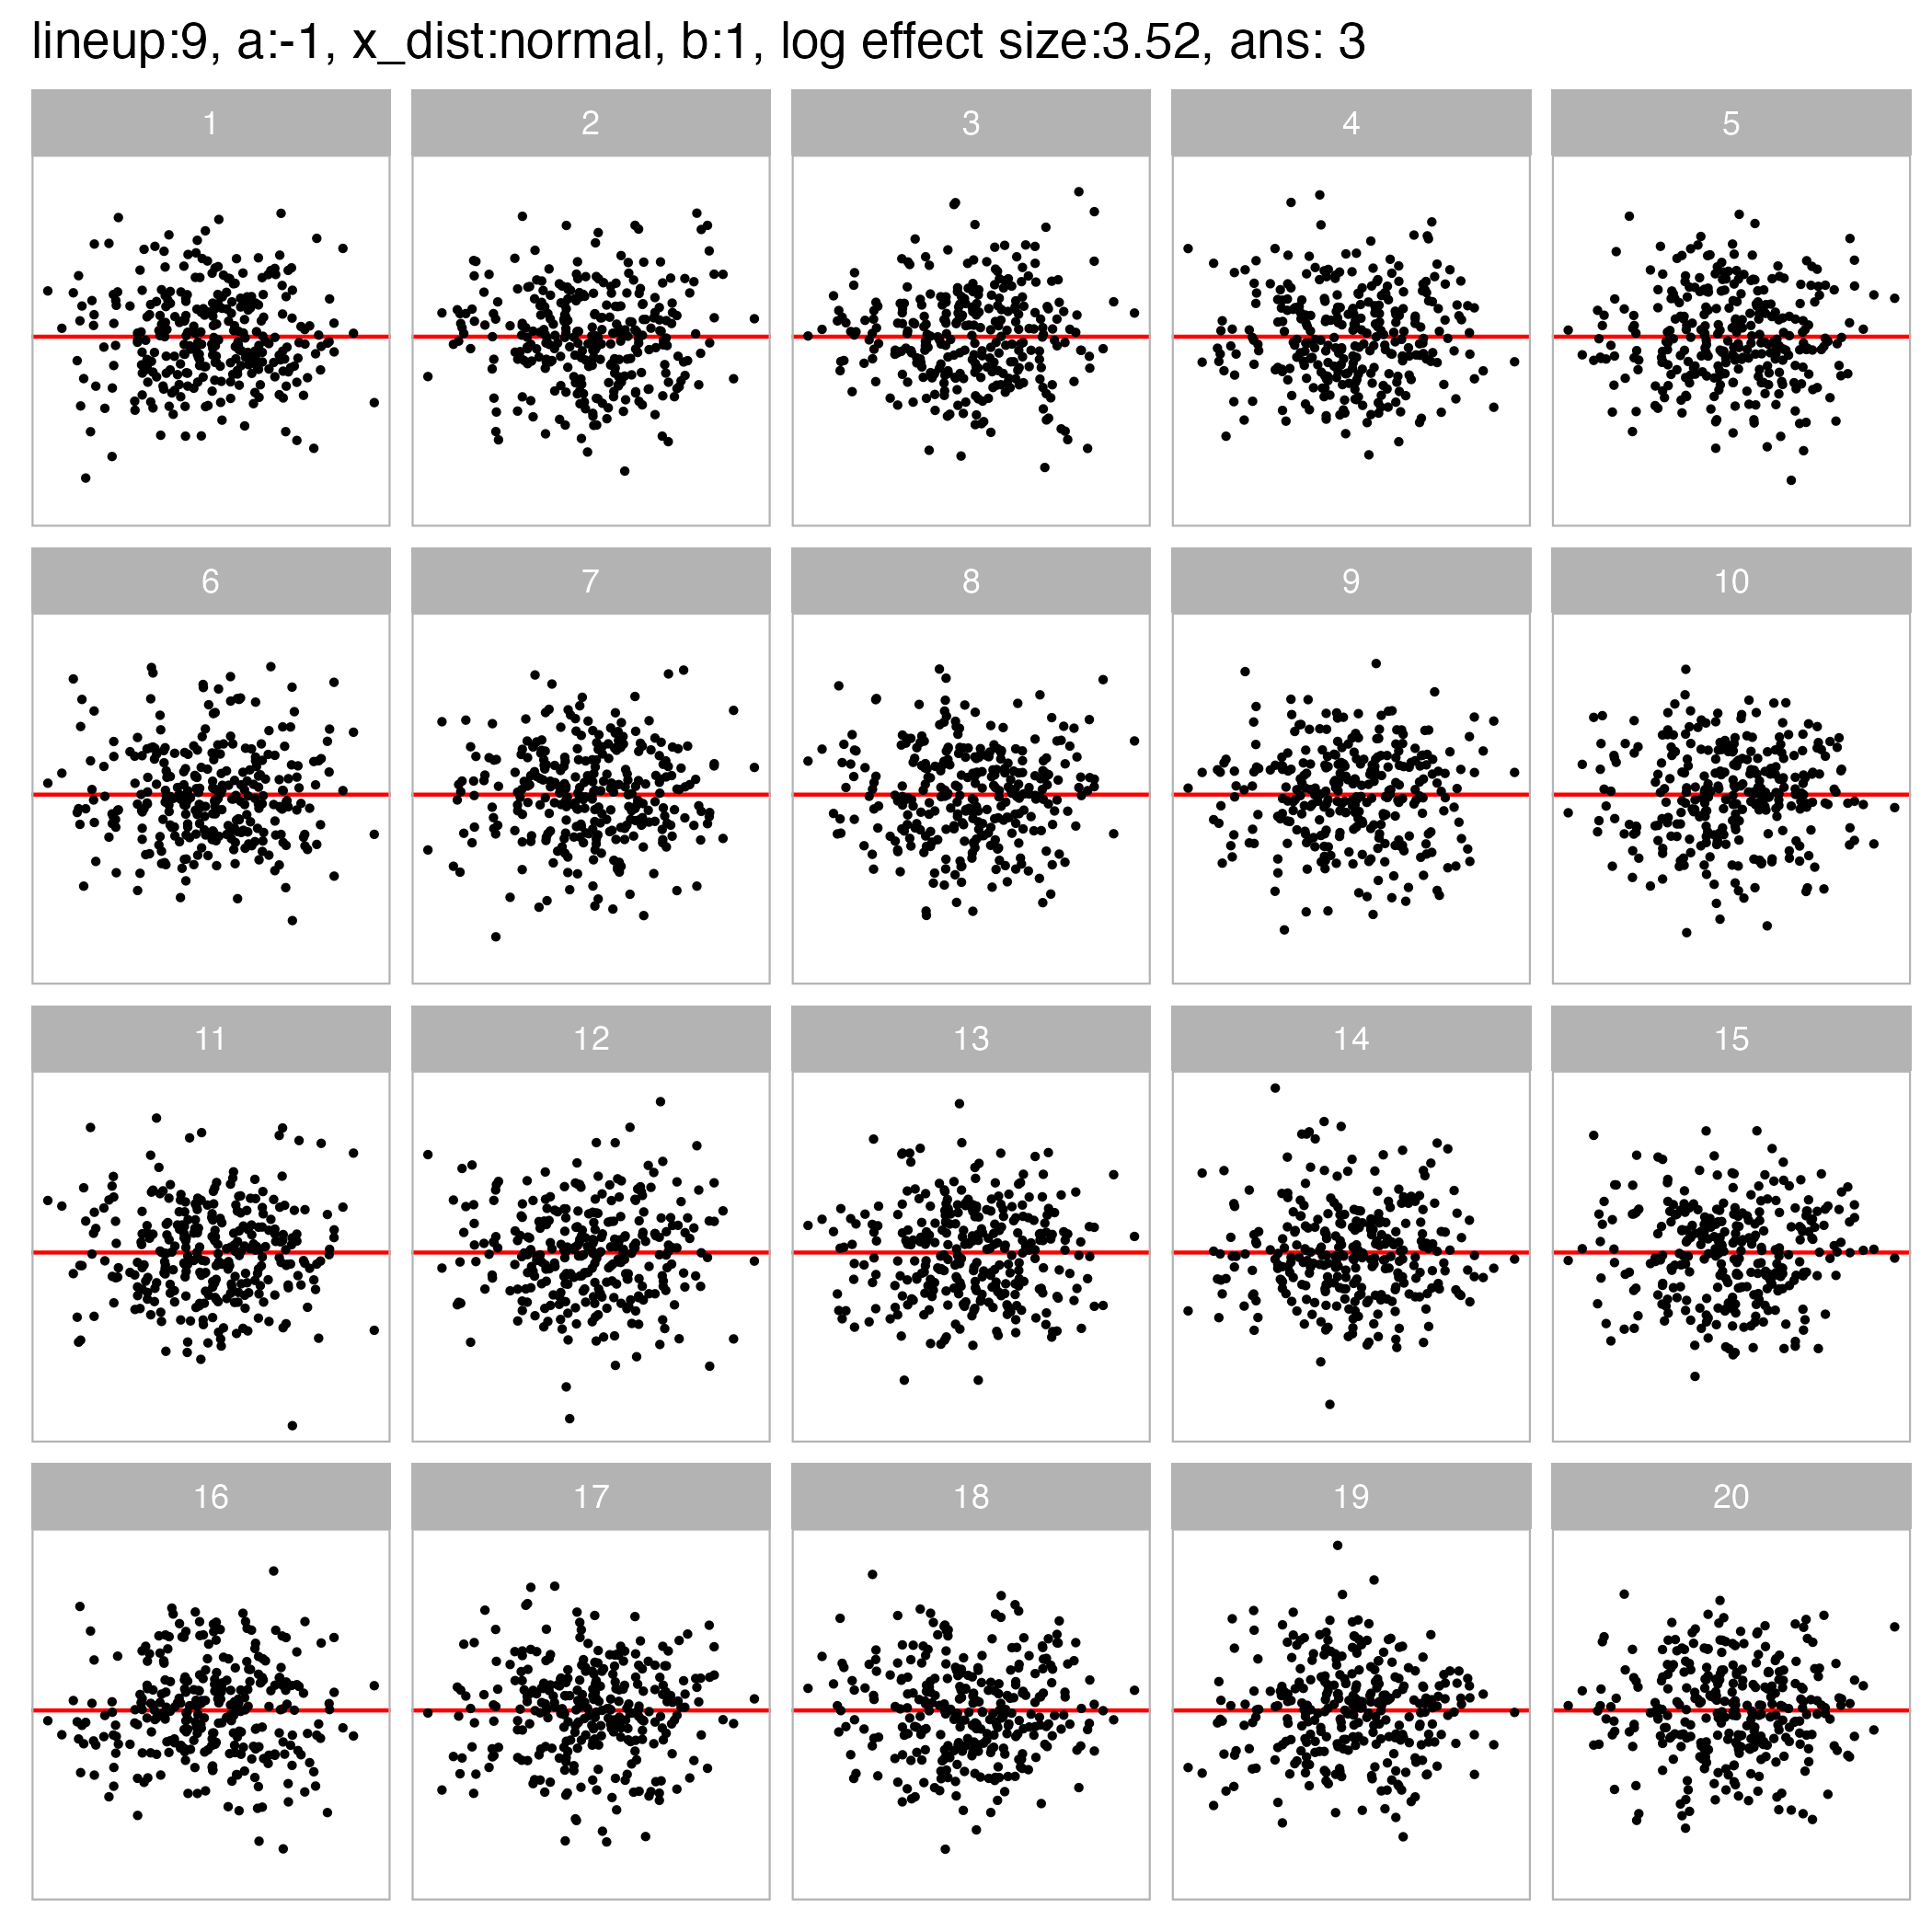 lineup:9, a:-1, x_dist:normal, b:1, log effect size:3.52, ans: 3
1 2 3 4 5
6 7 8 9 10
11 12 13 14 15
16 17 18 19 20